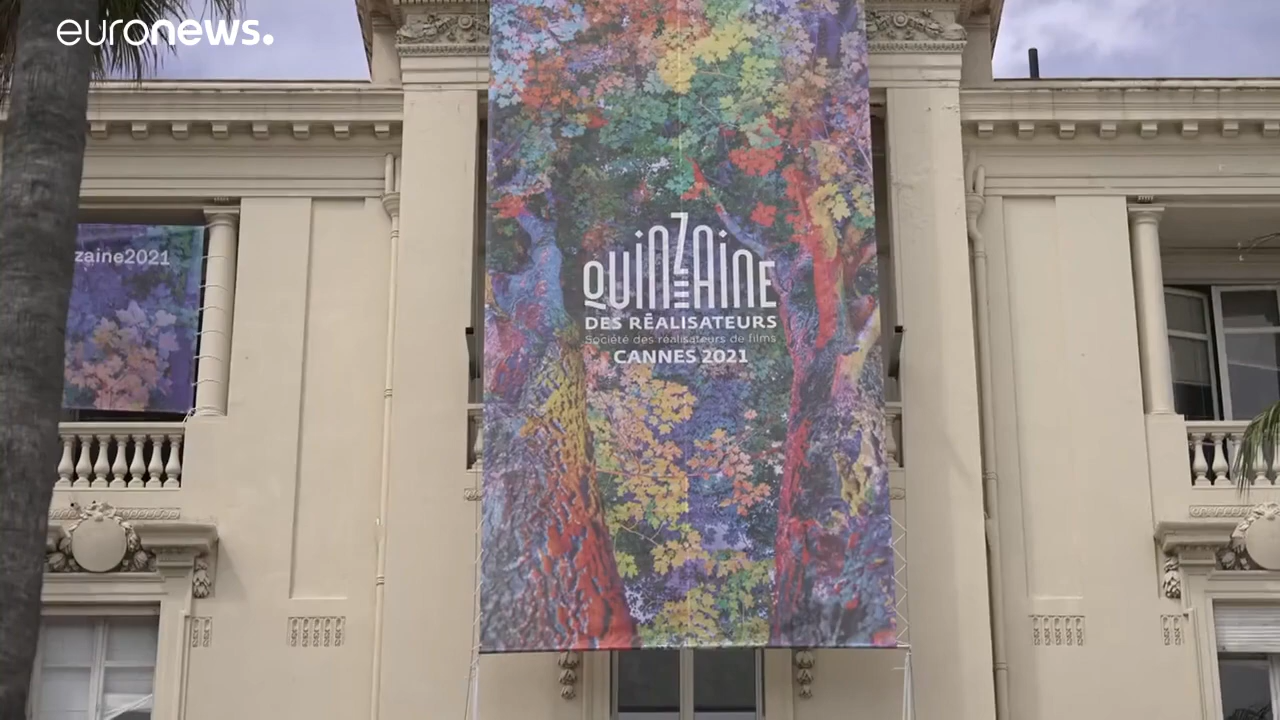 euronews.
zaine2021
QUINZAINE
DES RÉALISATEURS
Société des réalisateurs de films
CANNES 2021